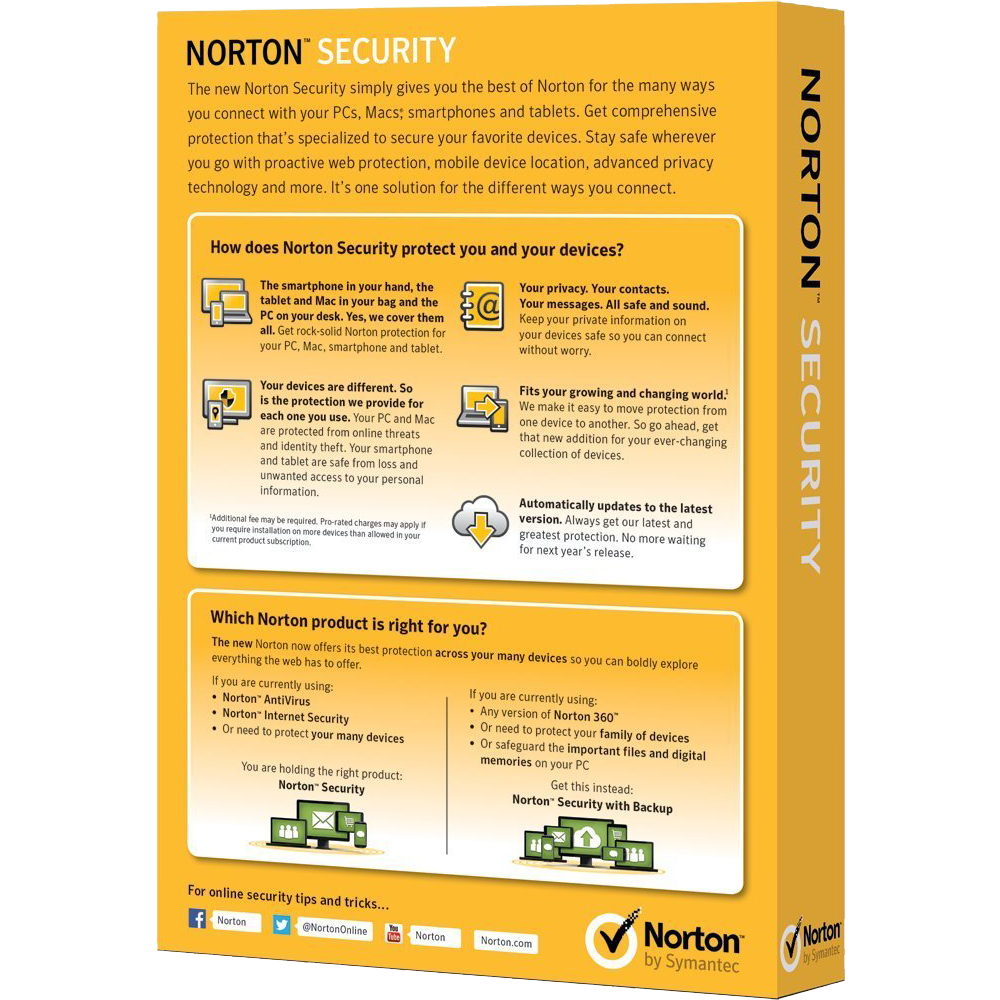 NORTON™ SECURITY
The new Norton Security simply gives you the best of Norton for the many ways
you connect with your PCs, Macs®, smartphones and tablets. Get comprehensive
protection that's specialized to secure your favorite devices. Stay safe wherever
you go with proactive web protection, mobile device location, advanced privacy
technology and more. It's one solution for the different ways you connect.
How does Norton Security protect you and your devices?
The smartphone in your hand, the
tablet and Mac in your bag and the
PC on your desk. Yes, we cover them
all. Get rock-solid Norton protection for
your PC, Mac, smartphone and tablet.
Your devices are different. So
is the protection we provide for
each one you use. Your PC and Mac
are protected from online threats
and identity theft. Your smartphone
and tablet are safe from loss and
unwanted access to your personal
information.
¹Additional fee may be required. Pro-rated charges may apply if
you require installation on more devices than allowed in your
current product subscription.
@
Your privacy. Your contacts.
Your messages. All safe and sound.
Keep your private information on
your devices safe so you can connect
without worry.
Fits your growing and changing world.¹
We make it easy to move protection from
one device to another. So go ahead, get
that new addition for your ever-changing
collection of devices.
Automatically updates to the latest
version. Always get our latest and
greatest protection. No more waiting
for next year's release.
Which Norton product is right for you?
The new Norton now offers its best protection across your many devices so you can boldly explore
everything the web has to offer.
If you are currently using:
• Norton™ AntiVirus
• Norton™ Internet Security
• Or need to protect your many devices
You are holding the right product:
Norton™ Security
If you are currently using:
• Any version of Norton 360™
• Or need to protect your family of devices
• Or safeguard the important files and digital
memories on your PC
Get this instead:
Norton™ Security with Backup
For online security tips and tricks...
f Norton
@NortonOnline
You Tube Norton
Norton.com
Norton™
by Symantec
NORTON™ SECURITY
Norton™
by Symantec